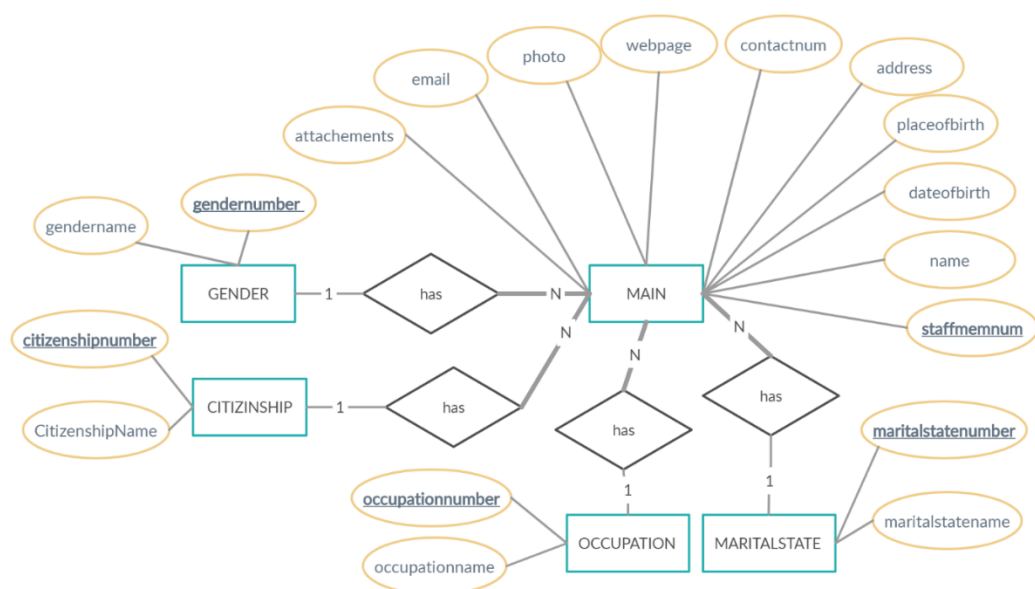 webpage
contactnum
photo
email
address
attachements
placeofbirth
gendernumber
dateofbirth
gendername
name
GENDER
1
has
N
MAIN
staffmemnum
citizenshipnumber
N
N
N
CITIZINSHIP
1
has
has
has
CitizenshipName
maritalstatenumber
occupationnumber
1
1
maritalstatename
OCCUPATION
MARITALSTATE
occupationname